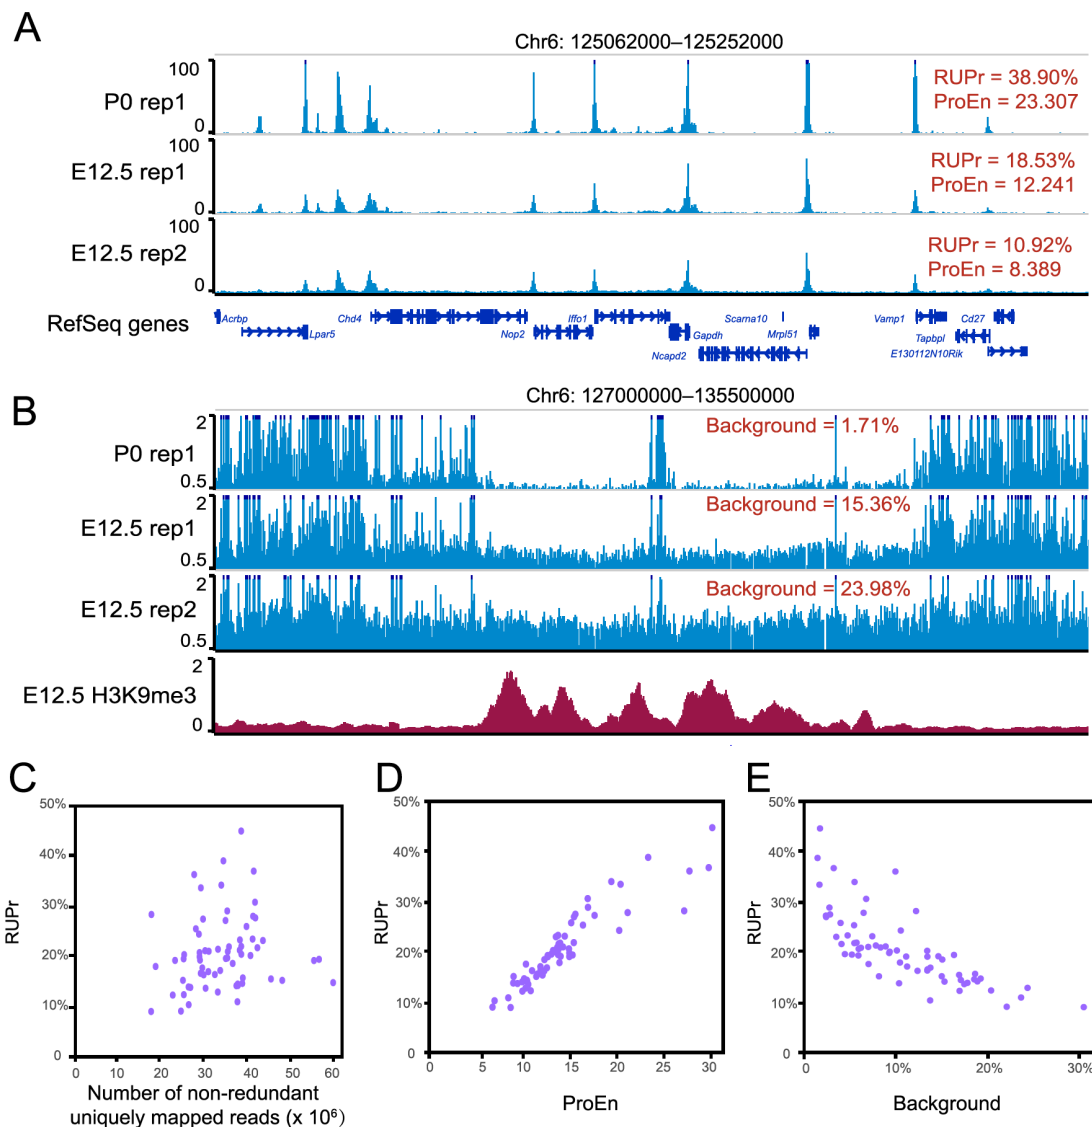 A
Chr6: 125062000–125252000
100
P0 rep1
0
RUPr = 38.90%
ProEn = 23.307
100
E12.5 rep1
0
RUPr = 18.53%
ProEn = 12.241
100
E12.5 rep2
0
RUPr = 10.92%
ProEn = 8.389
RefSeq genes
Acrbp Chd4 Iffo1 Scarna10 Vamp1 Cd27
Lpar5 Nop2 Gapdh Mrpl51 Tapbpl
Ncapd2 E130112N10Rik
B
Chr6: 127000000–135500000
2
P0 rep1
0.5
Background = 1.71%
2
E12.5 rep1
0.5
Background = 15.36%
2
E12.5 rep2
0.5
Background = 23.98%
2
E12.5 H3K9me3
0
C
50%
40%
30%
20%
10%
0
RUPr
0 10 20 30 40 50 60
Number of non-redundant
uniquely mapped reads (x 10⁶)
D
50%
40%
30%
20%
10%
0
RUPr
0 5 10 15 20 25 30
ProEn
E
50%
40%
30%
20%
10%
0
RUPr
0 10% 20% 30%
Background